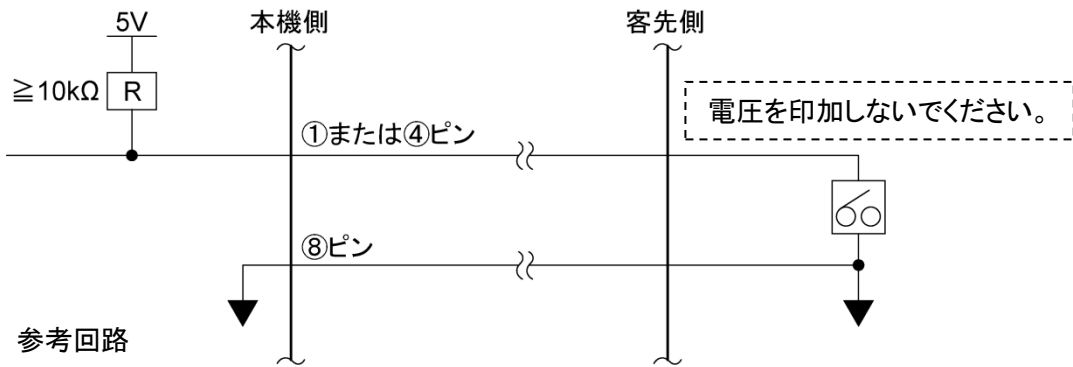 5V
本機側
客先側
≧10kΩ
R
電圧を印加しないでください。
①または④ピン
⑧ピン
参考回路